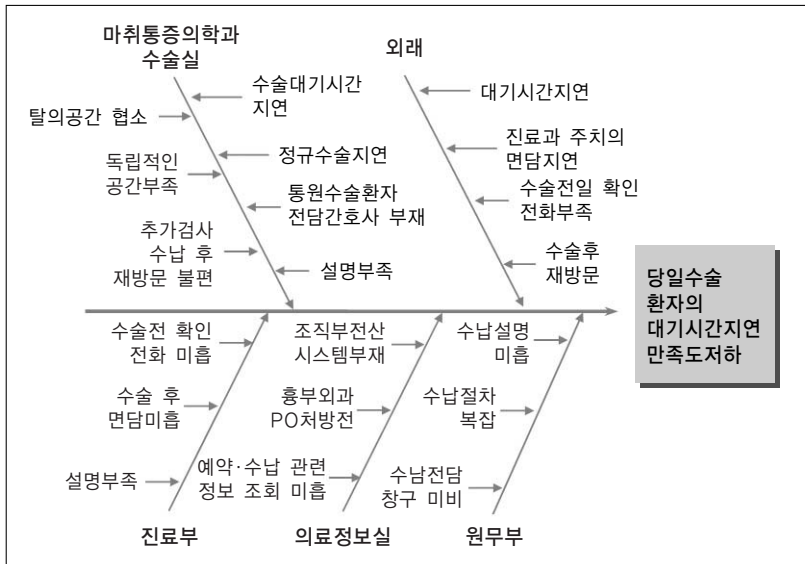 마취통증의학과
수술실
수술대기시간
지연
탈의공간 협소
정규수술지연
독립적인
공간부족
통원수술환자
전담간호사 부재
추가검사
수납 후
재방문 불편
설명부족
외래
대기시간지연
진료과 주치의
면담지연
수술전일 확인
전화부족
수술후
재방문
당일수술
환자의
대기시간지연
만족도저하
수술전 확인
전화 미흡
수술 후
면담미흡
설명부족
진료부
조직부전산
시스템부재
흉부외과
PO처방전
예약·수납 관련
정보 조회 미흡
의료정보실
수납설명
미흡
수납절차
복잡
수남전담
창구 미비
원무부